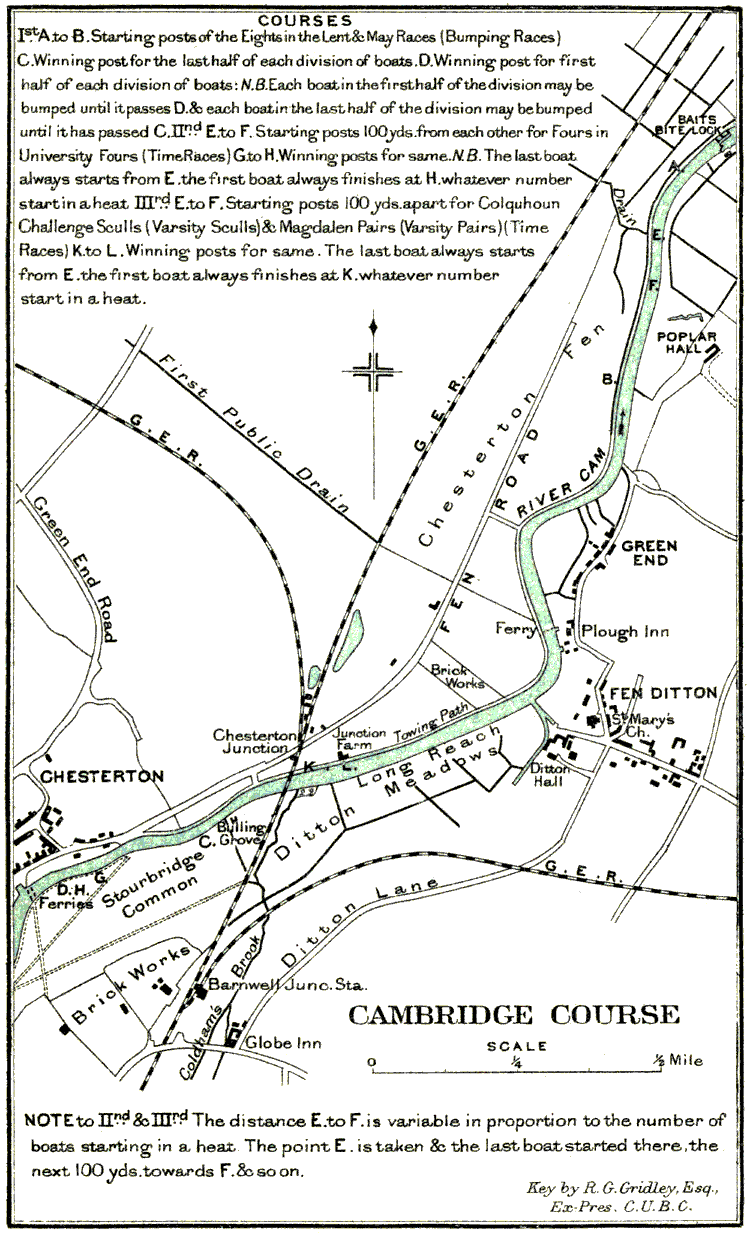 COURSES
Ist. A. to B. Starting posts of the Eights in the Lent & May Races (Bumping Races)
C. Winning post for the last half of each division of boats. D. Winning post for first
half of each division of boats: N.B. Each boat in the first half of the division may be
bumped until it passes D. & each boat in the last half of the division may be bumped
until it has passed C. IInd E. to F. Starting posts 100 yds. from each other for Fours in
University Fours (Time Races) G. to H. Winning posts for same. N.B. The last boat
always starts from E. the first boat always finishes at H. whatever number
start in a heat IIIrd E. to F. Starting posts 100 yds. apart for Colquhoun
Challenge Sculls (Varsity Sculls) & Magdalen Pairs (Varsity Pairs) (Time
Races) K. to L. Winning posts for same. The last boat always starts
from E. the first boat always finishes at K. whatever number
start in a heat.
BAITS
BITE LOCK
A.
Drain
E.
F.
POPLAR
HALL
B.
First Public Drain
G.E.R.
G.E.R.
Chesterton Fen
ROAD
RIVER CAM
Green End Road
GREEN
END
FEN
Ferry
Plough Inn
Brick
Works
FEN DITTON
St Mary's
Ch.
Towing Path
Chesterton
Junction
Junction
Farm
K.
L.
Long Reach
Ditton Meadows
Ditton
Hall
CHESTERTON
Bulling
C. Grove
D. H.
Ferries
G.
Stourbridge
Common
G.E.R.
Ditton Lane
Brick Works
Barnwell Junc. Sta.
Coldham's Brook
Globe Inn
CAMBRIDGE COURSE
SCALE
0 ¼ ½ Mile
NOTE to IInd & IIIrd The distance E. to F. is variable in proportion to the number of
boats starting in a heat. The point E. is taken & the last boat started there, the
next 100 yds. towards F. & so on.
Key by R. G. Gridley, Esq.,
Ex-Pres. C.U.B.C.